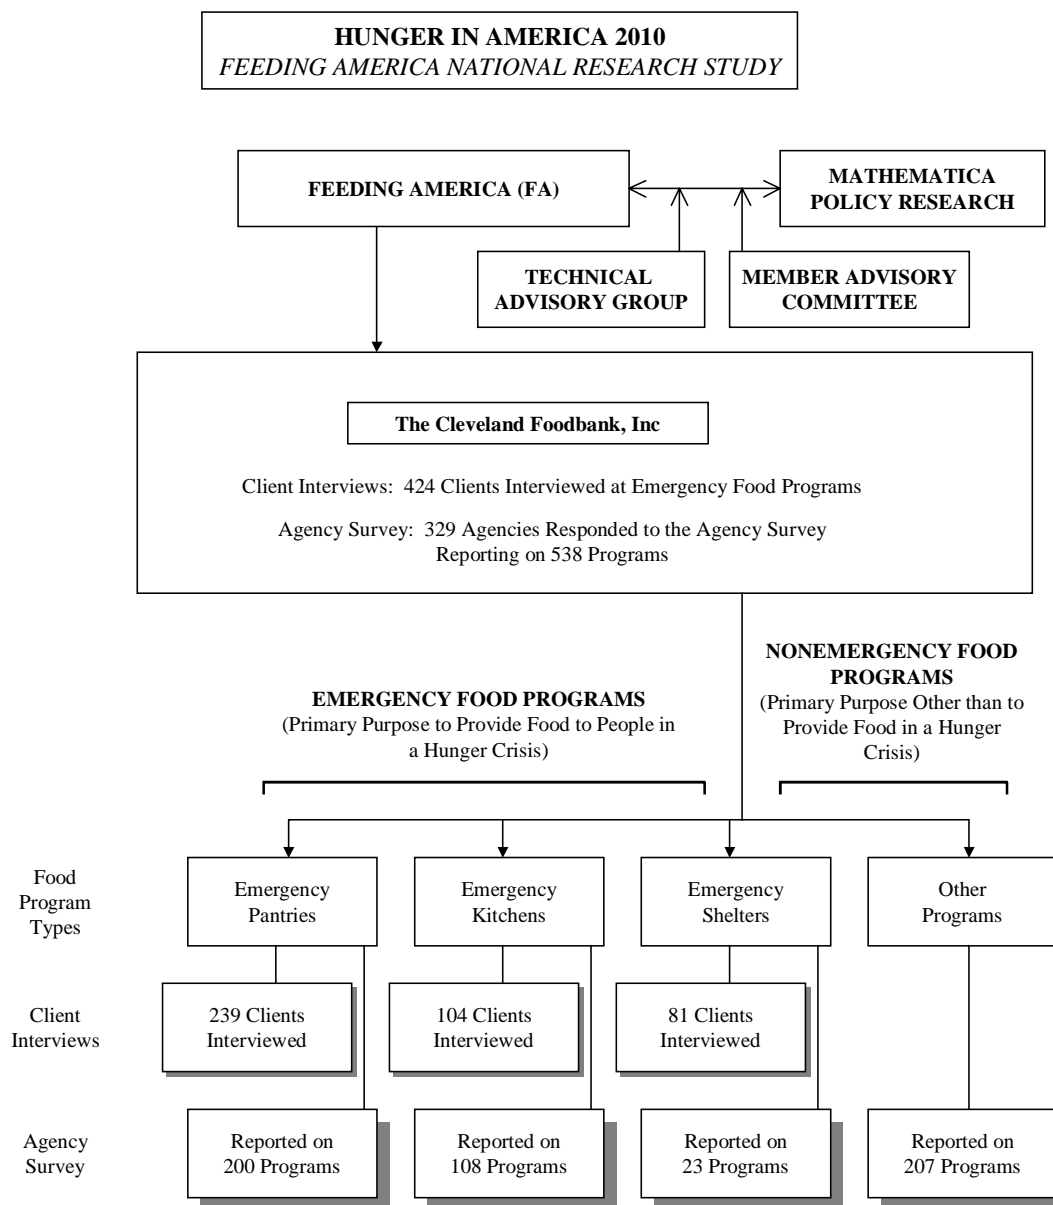 HUNGER IN AMERICA 2010
FEEDING AMERICA NATIONAL RESEARCH STUDY
FEEDING AMERICA (FA)
MATHEMATICA
POLICY RESEARCH
TECHNICAL
ADVISORY GROUP
MEMBER ADVISORY
COMMITTEE
The Cleveland Foodbank, Inc
Client Interviews:  424 Clients Interviewed at Emergency Food Programs
Agency Survey:  329 Agencies Responded to the Agency Survey
Reporting on 538 Programs
EMERGENCY FOOD PROGRAMS
(Primary Purpose to Provide Food to People in
a Hunger Crisis)
NONEMERGENCY FOOD
PROGRAMS
(Primary Purpose Other than to
Provide Food in a Hunger
Crisis)
Food
Program
Types
Emergency
Pantries
Emergency
Kitchens
Emergency
Shelters
Other
Programs
Client
Interviews
239 Clients
Interviewed
104 Clients
Interviewed
81 Clients
Interviewed
Agency
Survey
Reported on
200 Programs
Reported on
108 Programs
Reported on
23 Programs
Reported on
207 Programs